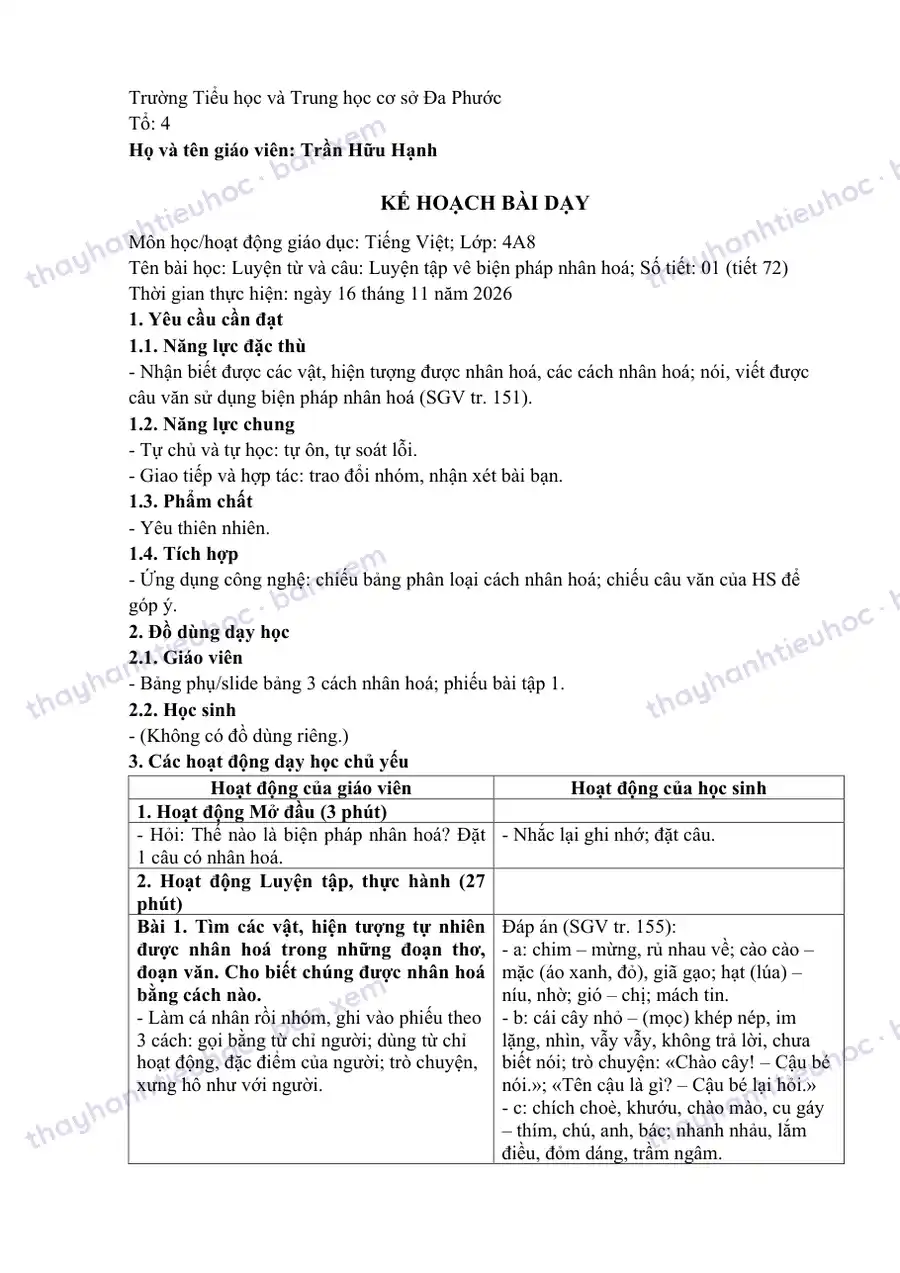 Trường Tiểu học và Trung học cơ sở Đa Phước
Tổ: 4
Họ và tên giáo viên: Trần Hữu Hạnh
KẾ HOẠCH BÀI DẠY
Môn học/hoạt động giáo dục: Tiếng Việt; Lớp: 4A8
Tên bài học: Luyện từ và câu: Luyện tập vê biện pháp nhân hoá; Số tiết: 01 (tiết 72)
Thời gian thực hiện: ngày 16 tháng 11 năm 2026
1. Yêu cầu cần đạt
1.1. Năng lực đặc thù
- Nhận biết được các vật, hiện tượng được nhân hoá, các cách nhân hoá; nói, viết được
câu văn sử dụng biện pháp nhân hoá (SGV tr. 151).
1.2. Năng lực chung
- Tự chủ và tự học: tự ôn, tự soát lỗi.
- Giao tiếp và hợp tác: trao đổi nhóm, nhận xét bài bạn.
1.3. Phẩm chất
- Yêu thiên nhiên.
1.4. Tích hợp
- Ứng dụng công nghệ: chiếu bảng phân loại cách nhân hoá; chiếu câu văn của HS để
góp ý.
2. Đồ dùng dạy học
2.1. Giáo viên
- Bảng phụ/slide bảng 3 cách nhân hoá; phiếu bài tập 1.
2.2. Học sinh
- (Không có đồ dùng riêng.)
3. Các hoạt động dạy học chủ yếu
Hoạt động của giáo viên
Hoạt động của học sinh
1. Hoạt động Mở đầu (3 phút)
- Hỏi: Thế nào là biện pháp nhân hoá? Đặt
1 câu có nhân hoá.
- Nhắc lại ghi nhớ; đặt câu.
2. Hoạt động Luyện tập, thực hành (27
phút)
Bài 1. Tìm các vật, hiện tượng tự nhiên
được nhân hoá trong những đoạn thơ,
đoạn văn. Cho biết chúng được nhân hoá
bằng cách nào.
- Làm cá nhân rồi nhóm, ghi vào phiếu theo
3 cách: gọi bằng từ chỉ người; dùng từ chỉ
hoạt động, đặc điểm của người; trò chuyện,
xưng hô như với người.
Đáp án (SGV tr. 155):
- a: chim – mừng, rủ nhau về; cào cào –
mặc (áo xanh, đỏ), giã gạo; hạt (lúa) –
níu, nhờ; gió – chị; mách tin.
- b: cái cây nhỏ – (mọc) khép nép, im
lặng, nhìn, vẫy vẫy, không trả lời, chưa
biết nói; trò chuyện: «Chào cây! – Cậu bé
nói.»; «Tên cậu là gì? – Cậu bé lại hỏi.»
- c: chích choè, khướu, chào mào, cu gáy
– thím, chú, anh, bác; nhanh nhảu, lắm
điều, đỏm dáng, trầm ngâm.
thayhanhtieuhoc · bản xem
thayhanhtieuhoc · b
thayhanhtieuhoc · bản xem
thayhanhtieuhoc · b
thayhanhtieuhoc · bản xem
thayhanhtieuhoc · b